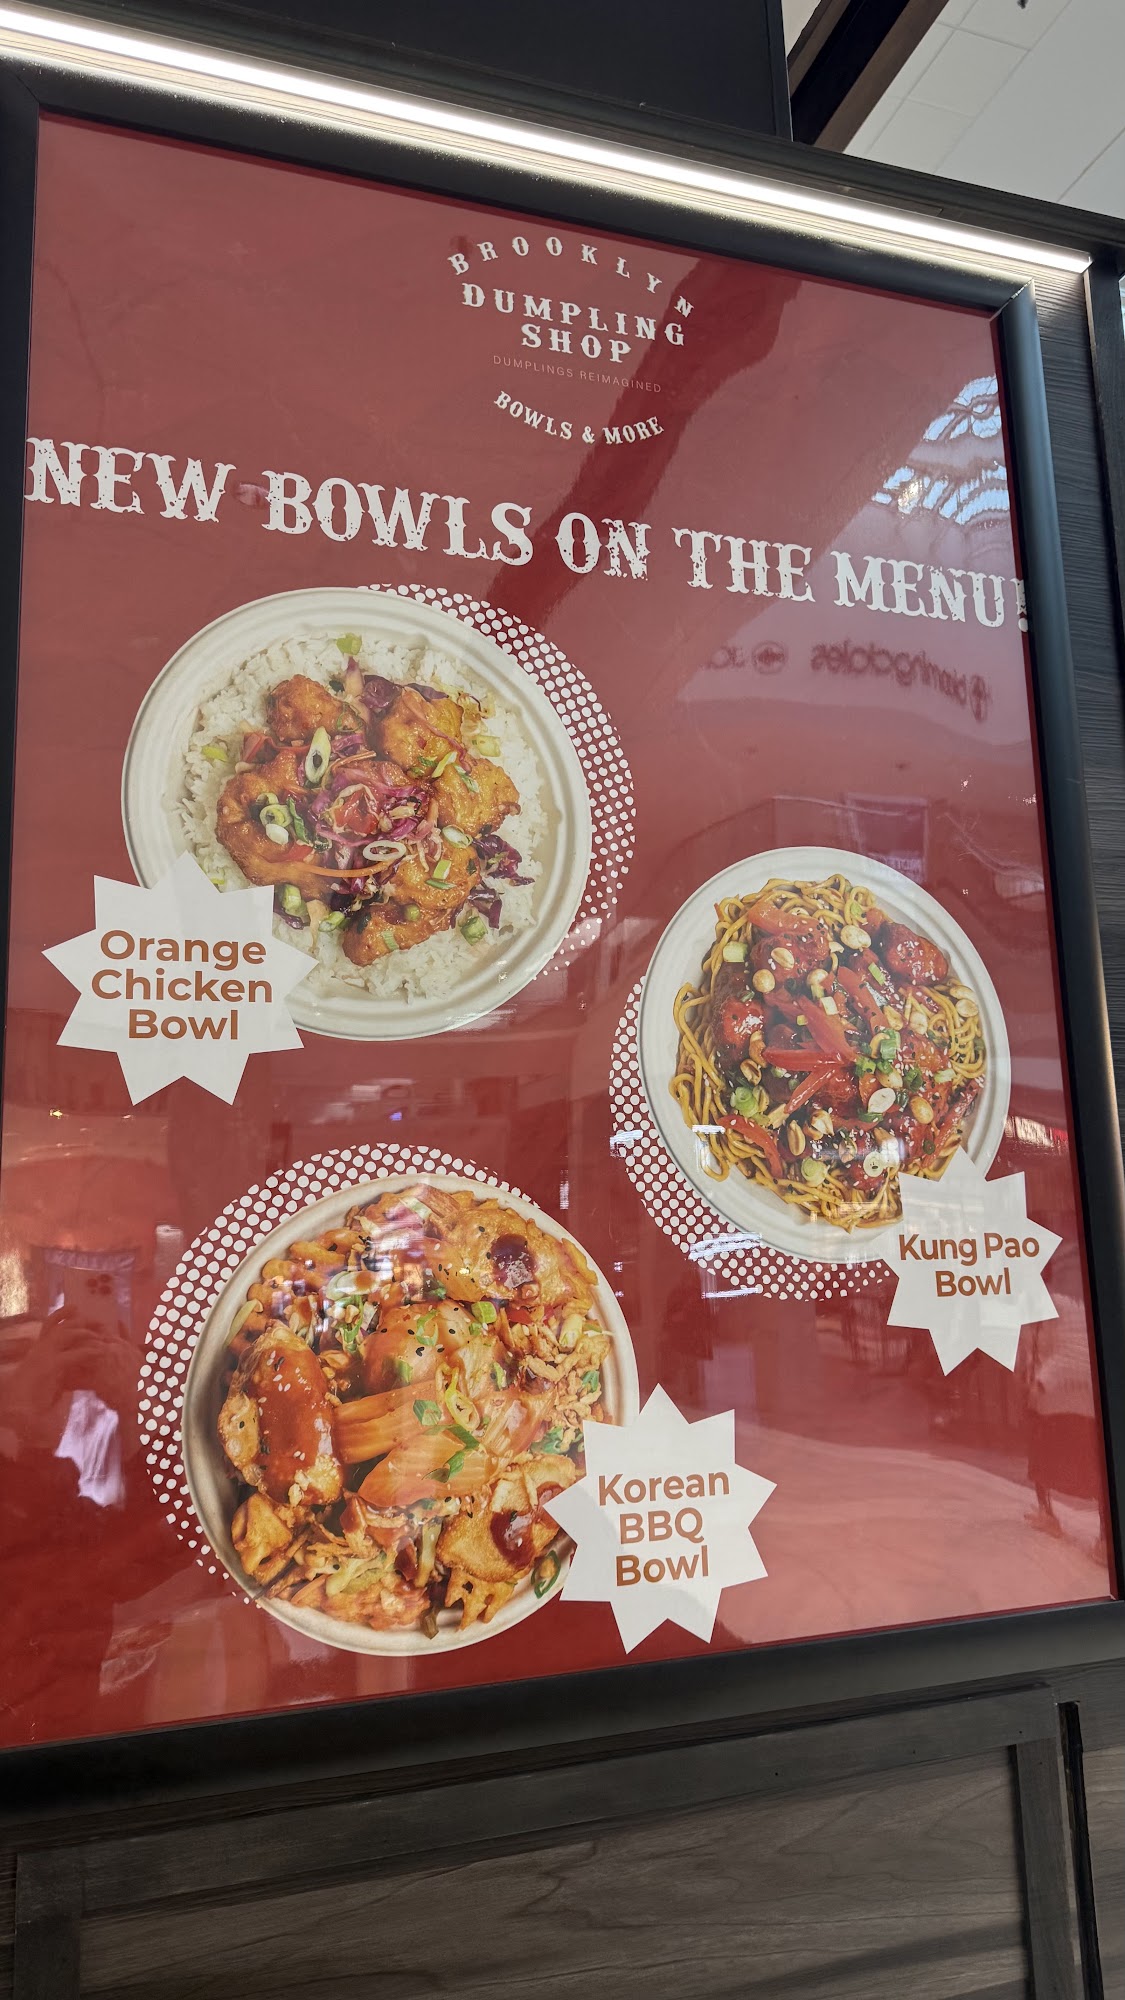 BROOKLYN
DUMPLING
SHOP
DUMPLINGS REIMAGINED
BOWLS & MORE
NEW BOWLS ON THE MENU!
Orange
Chicken
Bowl
Kung Pao
Bowl
Korean
BBQ
Bowl
bloomingdales